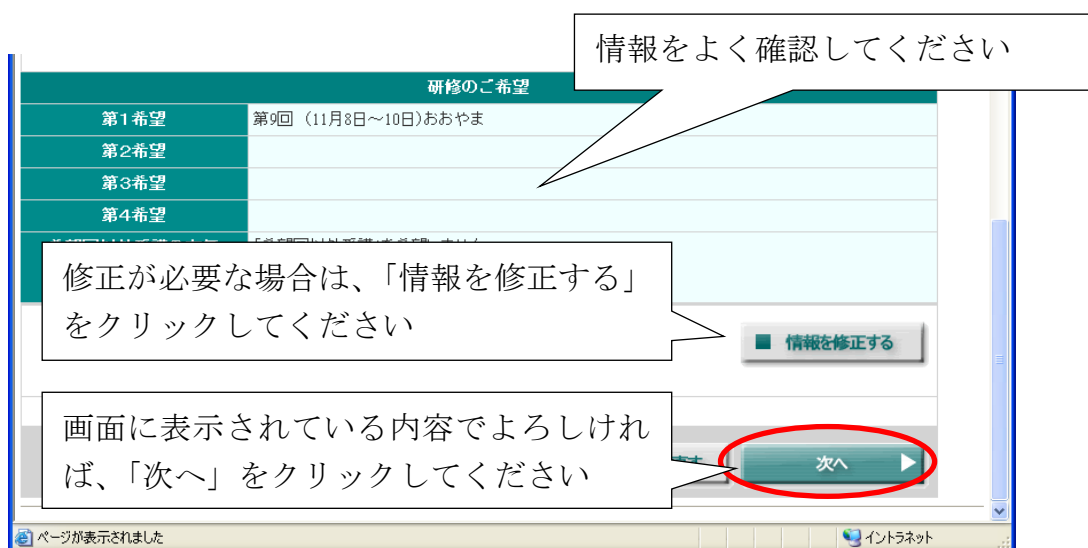 情報をよく確認してください
研修のご希望
第1希望
第9回 (11月8日～10日)おおやま
第2希望
第3希望
第4希望
修正が必要な場合は、「情報を修正する」
をクリックしてください
■ 情報を修正する
画面に表示されている内容でよろしけれ
ば、「次へ」をクリックしてください
次へ
ページが表示されました
イントラネット